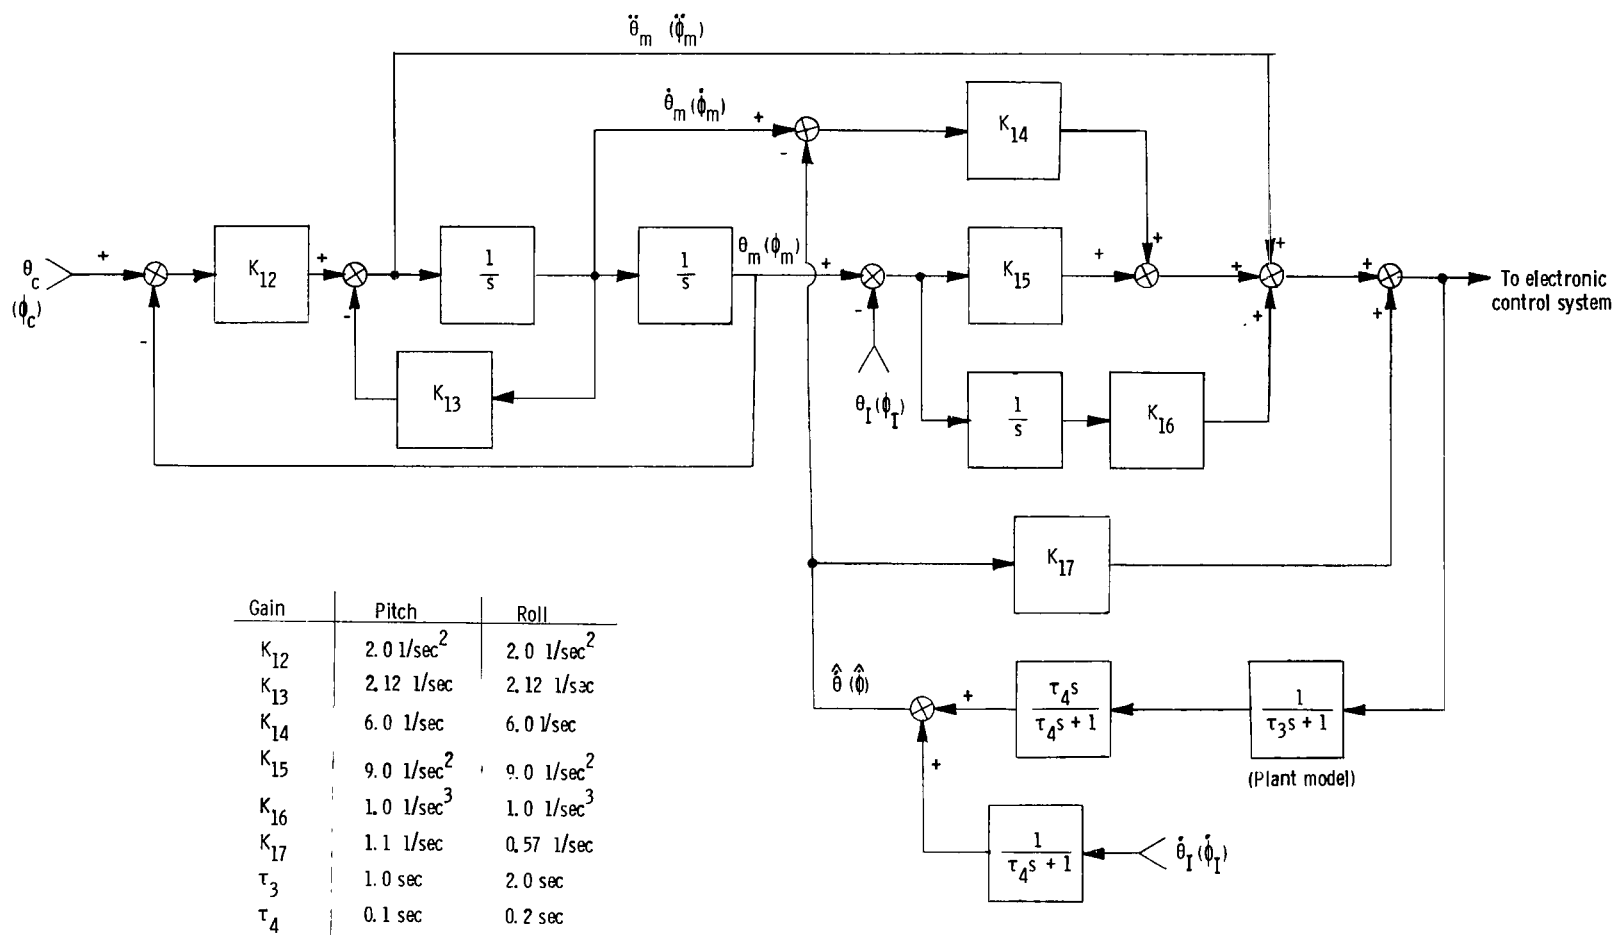 θ̈m (ϕ̈m)
θ̇m (ϕ̇m)
+
-
K14
θc
(ϕc)
+
-
K12
+
-
1/s
1/s
θm (ϕm)
+
-
K15
+
+
+
+
+
+
+
To electronic
control system
K13
θI (ϕI)
1/s
K16
K17
θ̇̂ (ϕ̇̂)
+
τ4s
τ4s + 1
1
τ3s + 1
(Plant model)
+
1
τ4s + 1
θ̇I (ϕ̇I)
Gain Pitch Roll
K12 2.0 1/sec2 2.0 1/sec2
K13 2.12 1/sec 2.12 1/sec
K14 6.0 1/sec 6.0 1/sec
K15 9.0 1/sec2 9.0 1/sec2
K16 1.0 1/sec3 1.0 1/sec3
K17 1.1 1/sec 0.57 1/sec
τ3 1.0 sec 2.0 sec
τ4 0.1 sec 0.2 sec